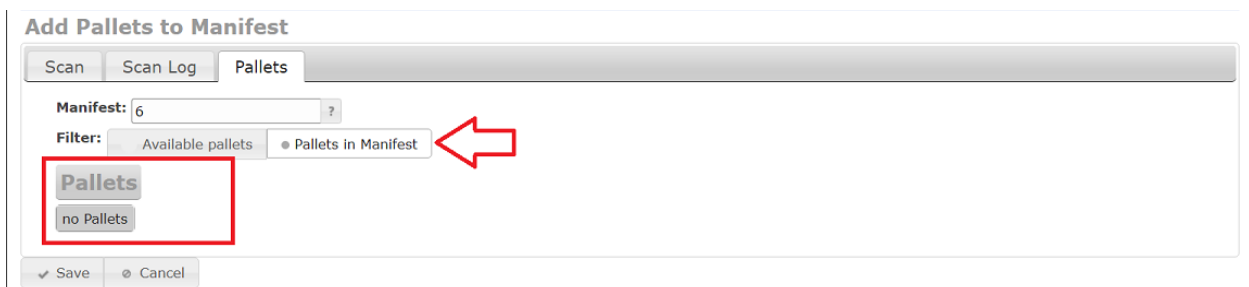 Add Pallets to Manifest
Scan Scan Log Pallets
Manifest: 6 ?
Filter: Available pallets Pallets in Manifest
Pallets
no Pallets
Save Cancel